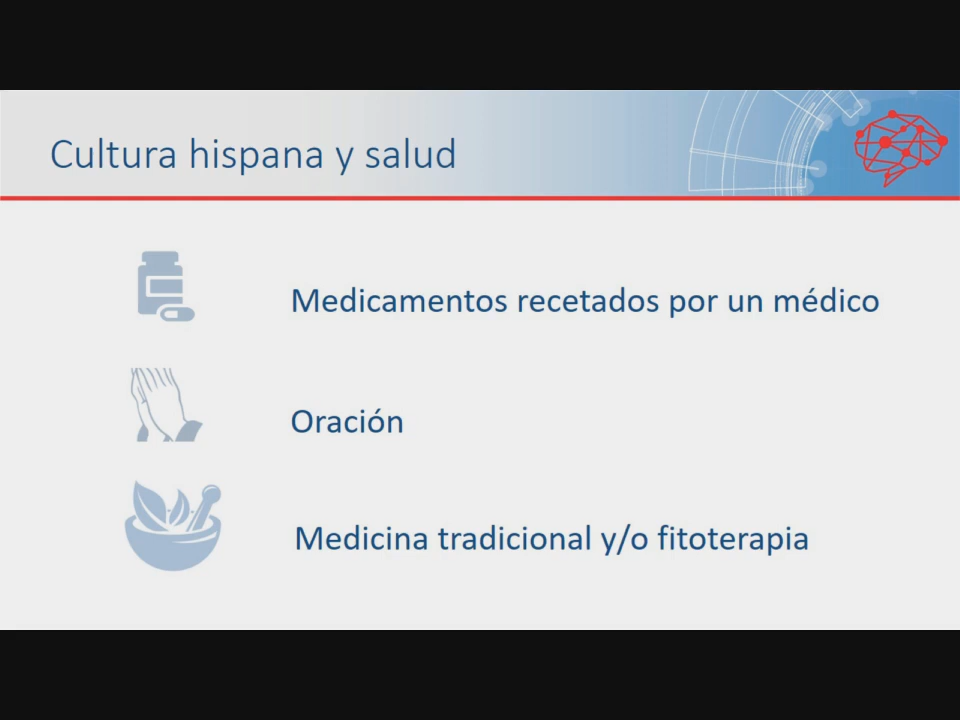 Cultura hispana y salud
Medicamentos recetados por un médico
Oración
Medicina tradicional y/o fitoterapia